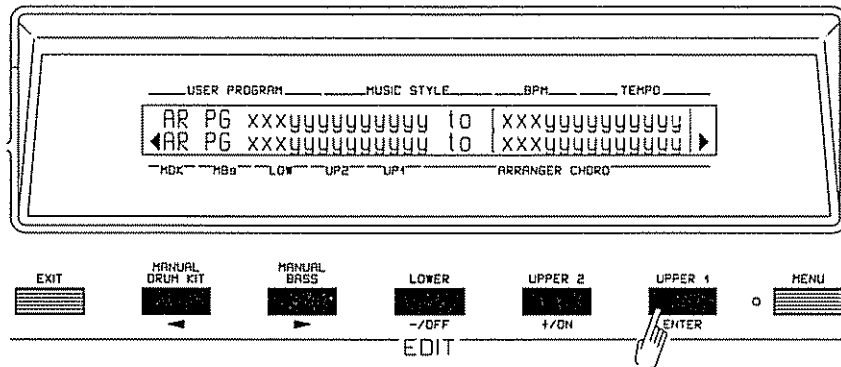 USER PROGRAM MUSIC STYLE BPM TEMPO
AR PG xxxyyyyyyyyyy to xxxyyyyyyyyyy
AR PG xxxyyyyyyyyyy to xxxyyyyyyyyyy
MDK MBa LOW UP2 UP1 ARRANGER CHORD
EXIT MANUAL DRUM KIT MANUAL BASS LOWER UPPER 2 UPPER 1 MENU
-/OFF +/ON ENTER
EDIT